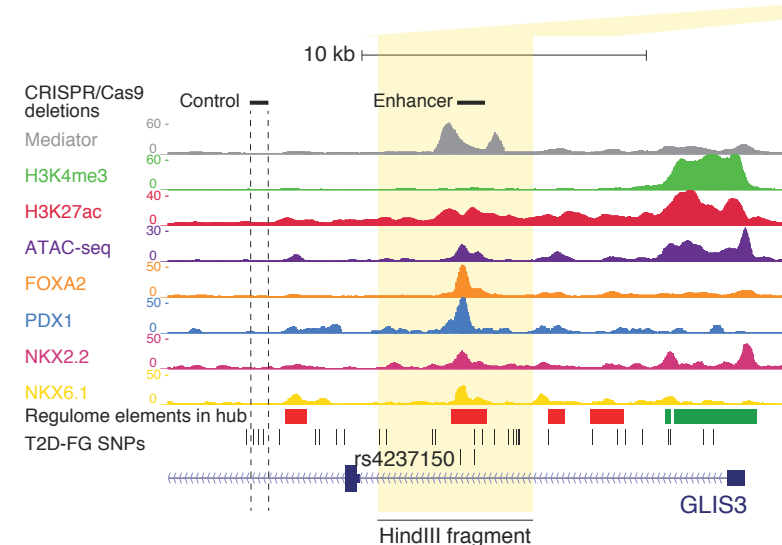 10 kb
CRISPR/Cas9
deletions
Control
Enhancer
Mediator
60
0
H3K4me3
60
0
H3K27ac
40
0
ATAC-seq
30
0
FOXA2
50
0
PDX1
50
0
NKX2.2
50
0
NKX6.1
50
0
Regulome elements in hub
T2D-FG SNPs
rs4237150
GLIS3
HindIII fragment